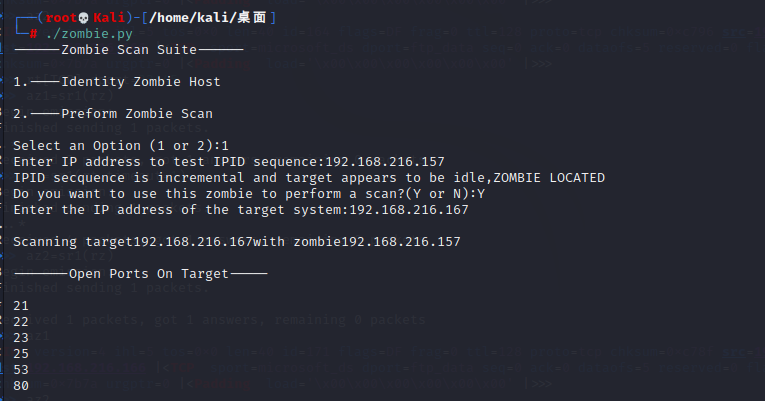 ┌──(root💀Kali)-[/home/kali/桌面]
└─# ./zombie.py
------Zombie Scan Suite------
1.----Identity Zombie Host
2.----Preform Zombie Scan
Select an Option (1 or 2):1
Enter IP address to test IPID sequence:192.168.216.157
IPID secquence is incremental and target appears to be idle,ZOMBIE LOCATED
Do you want to use this zombie to perform a scan?(Y or N):Y
Enter the IP address of the target system:192.168.216.167
Scanning target192.168.216.167with zombie192.168.216.157
-------Open Ports On Target-----
21
22
23
25
53
80